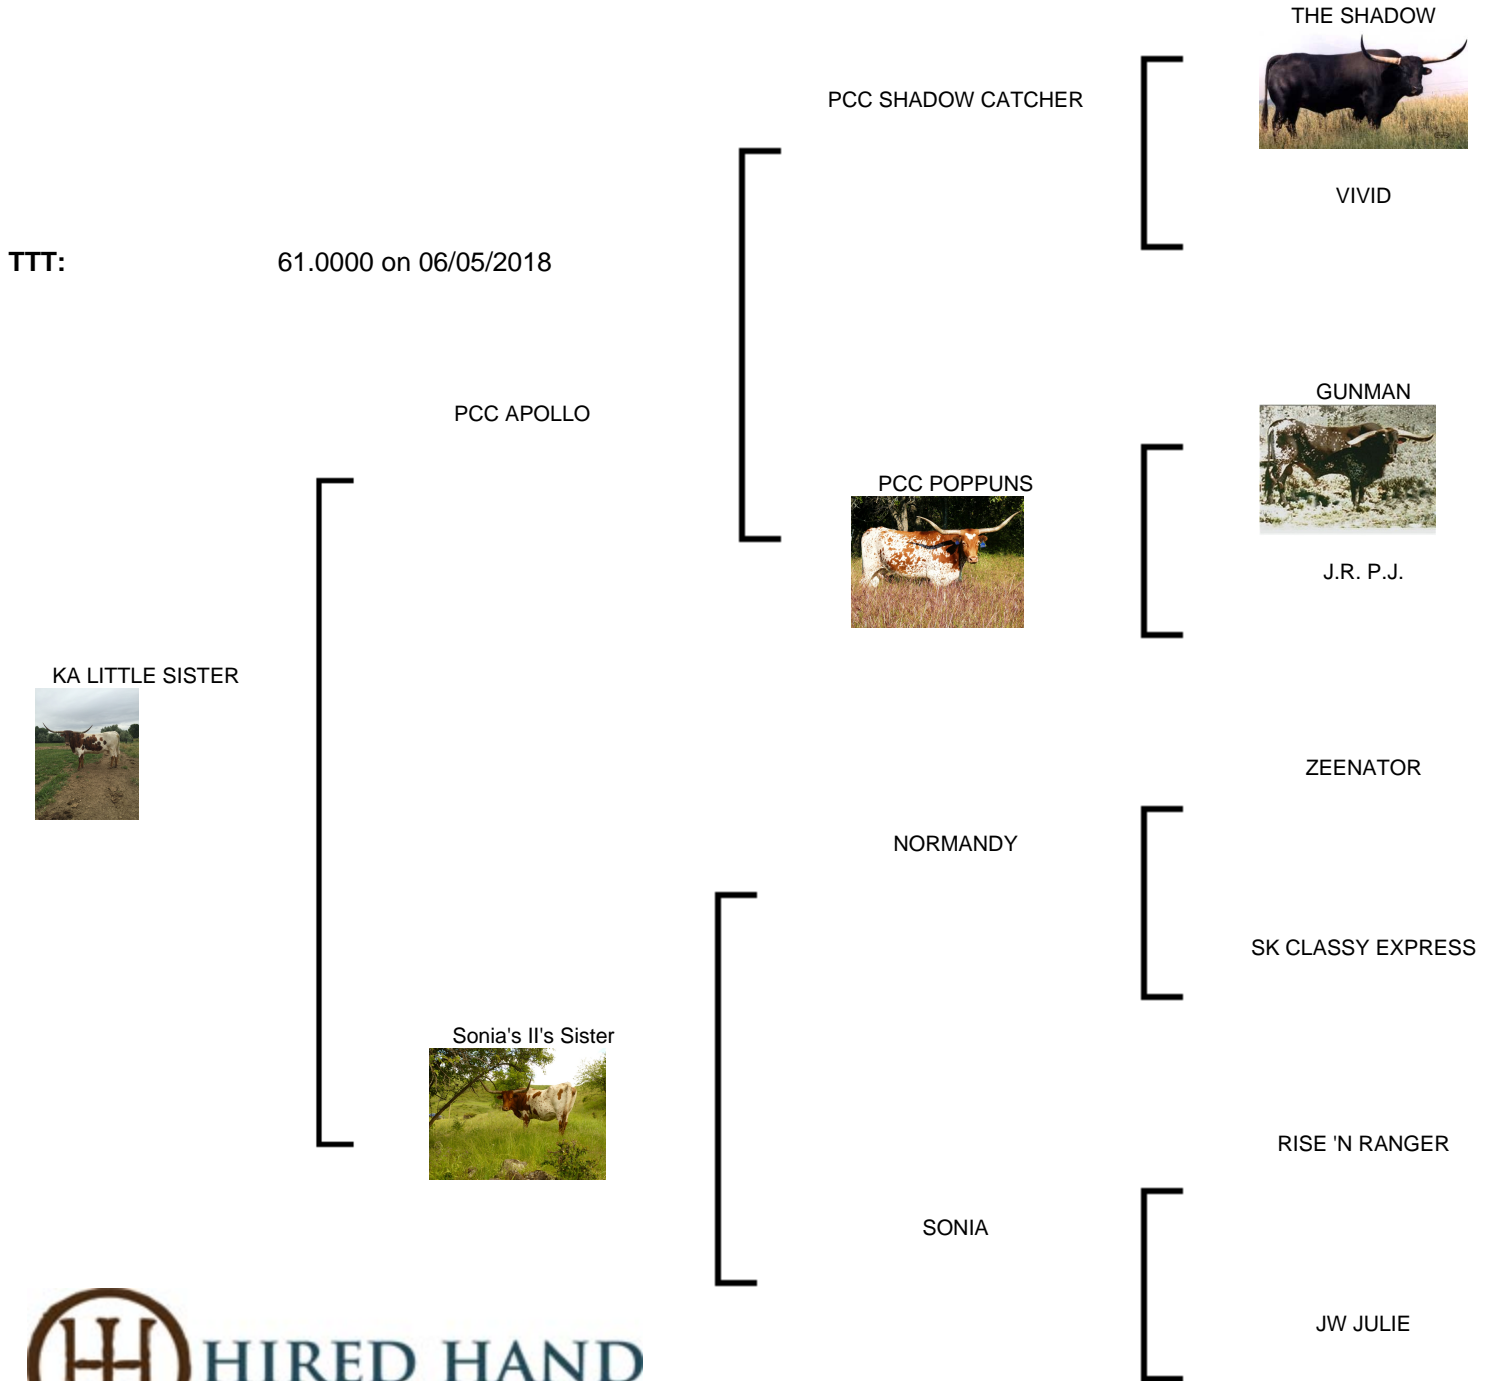 THE SHADOW
PCC SHADOW CATCHER
VIVID
TTT: 61.0000 on 06/05/2018
GUNMAN
PCC APOLLO
PCC POPPUNS
J.R. P.J.
KA LITTLE SISTER
ZEENATOR
NORMANDY
SK CLASSY EXPRESS
Sonia's II's Sister
RISE 'N RANGER
SONIA
JW JULIE
HIRED HAND